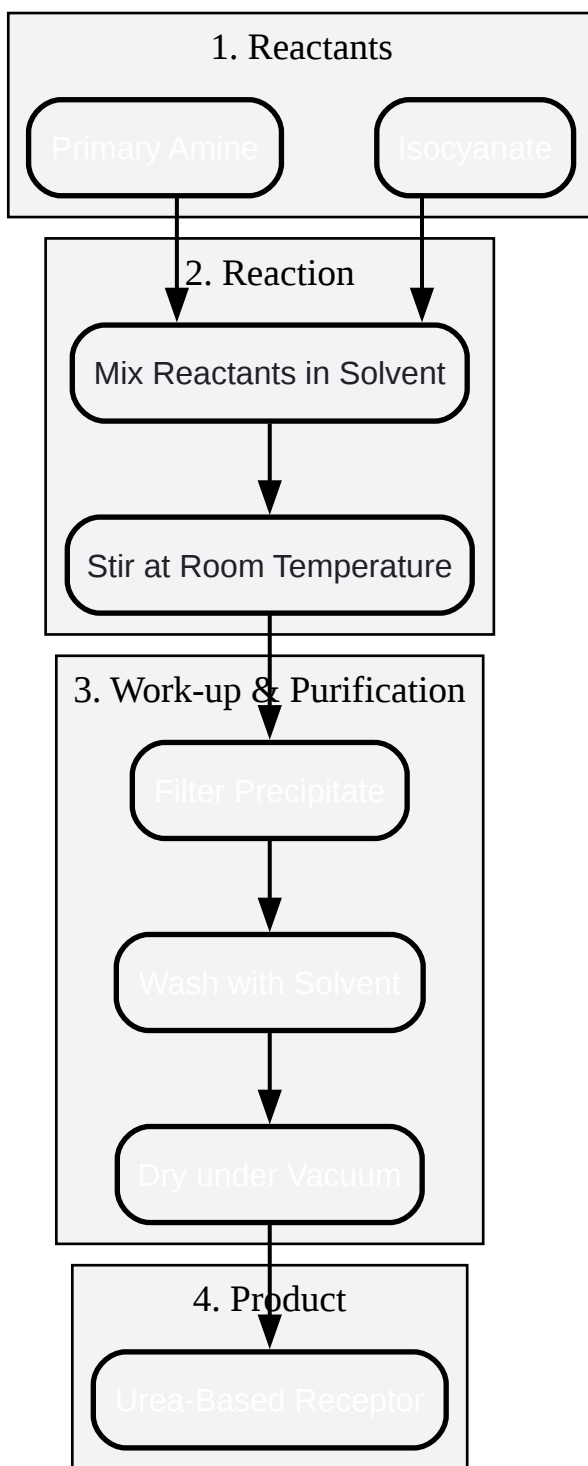 1. Reactants
Primary Amine
Isocyanate
2. Reaction
Mix Reactants in Solvent
Stir at Room Temperature
3. Work-up & Purification
Filter Precipitate
Wash with Solvent
Dry under Vacuum
4. Product
Urea-Based Receptor